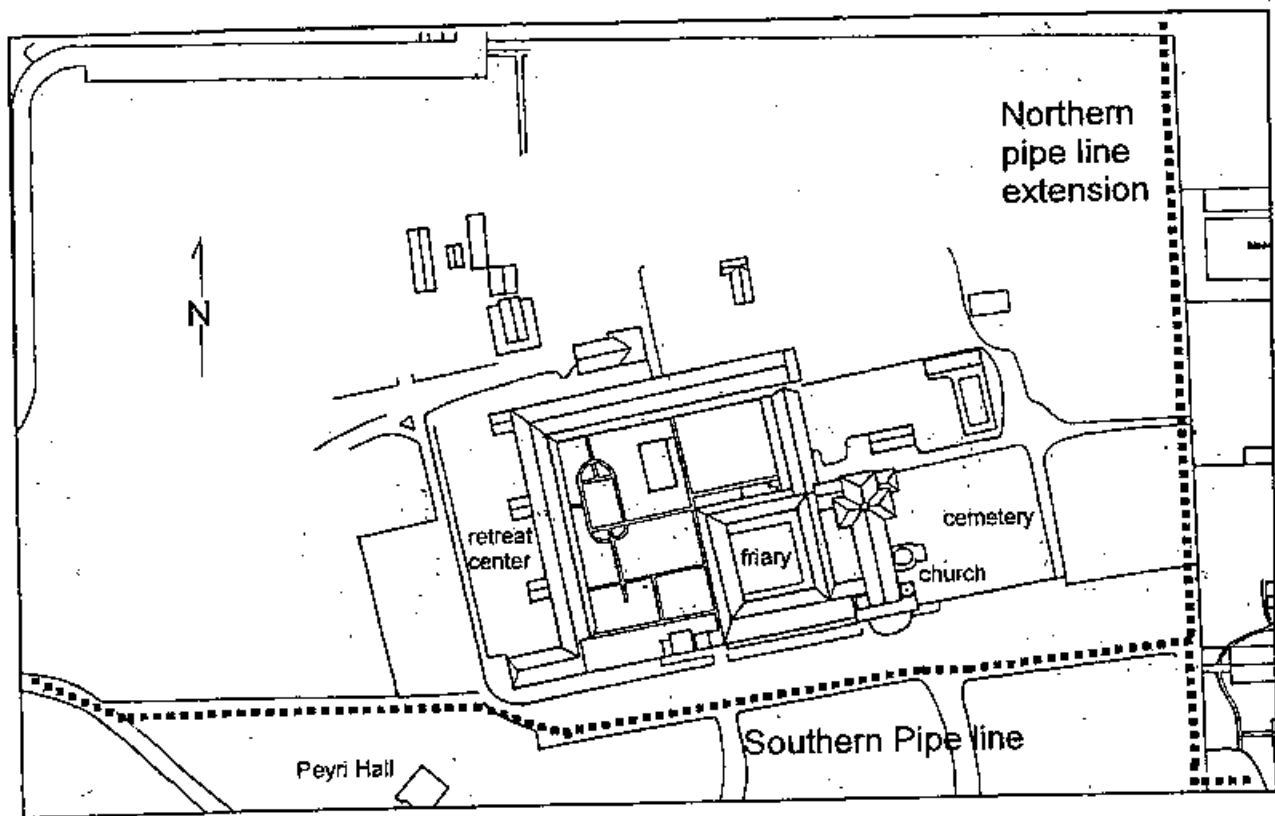 Northern
pipe line
extension
N
retreat
center
friary
cemetery
church
Southern Pipe line
Peyri Hall